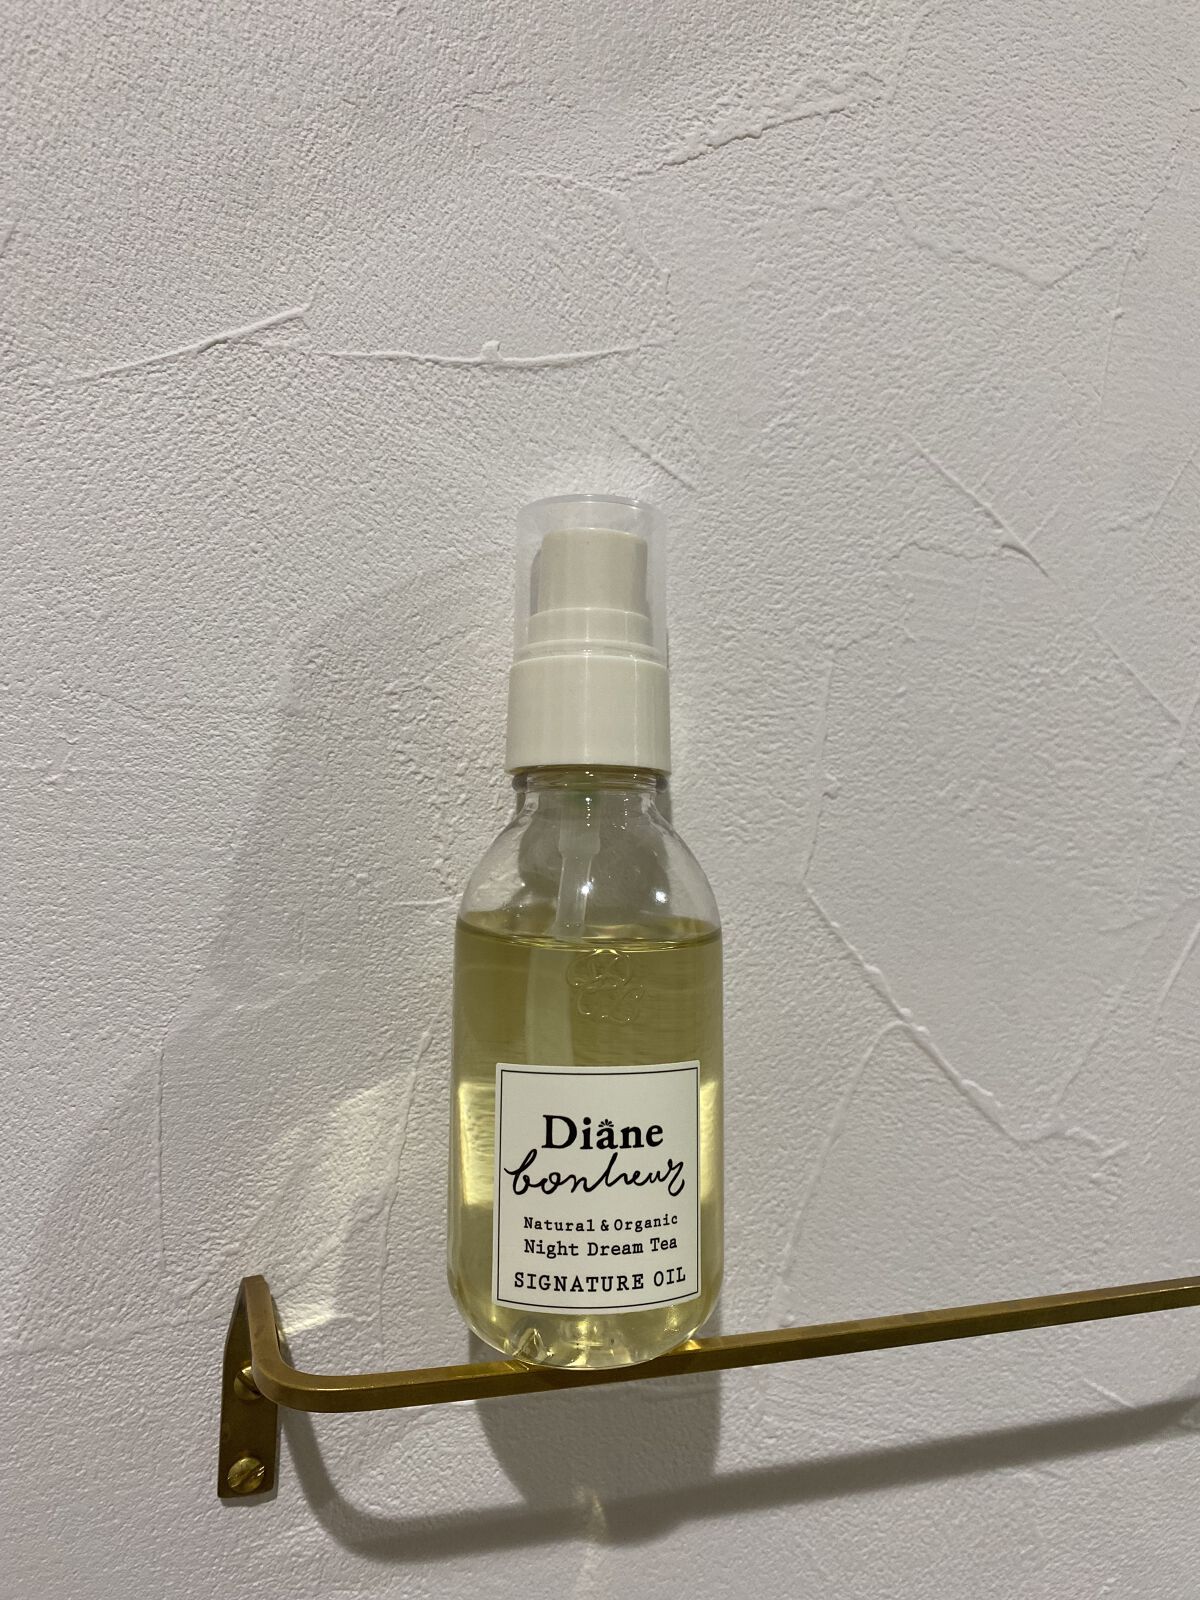 Diane
bonheur
Natural & Organic
Night Dream Tea
SIGNATURE OIL